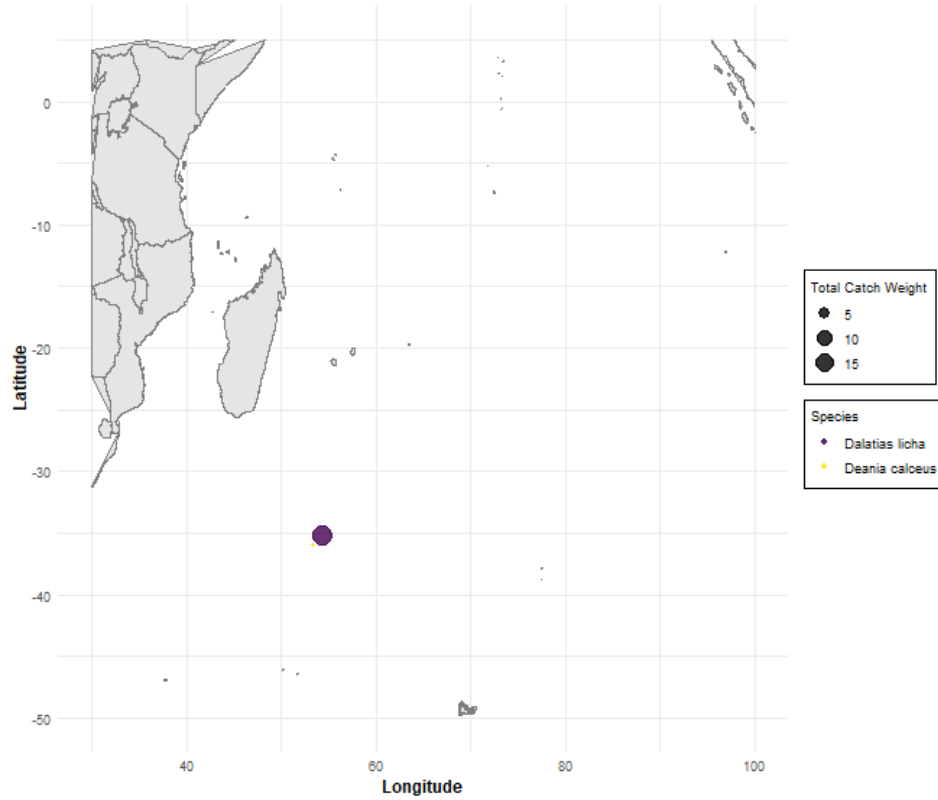 0
-10
-20
-30
-40
-50
Latitude
40
60
80
100
Longitude
Total Catch Weight
5
10
15
Species
Dalatias licha
Deania calceus